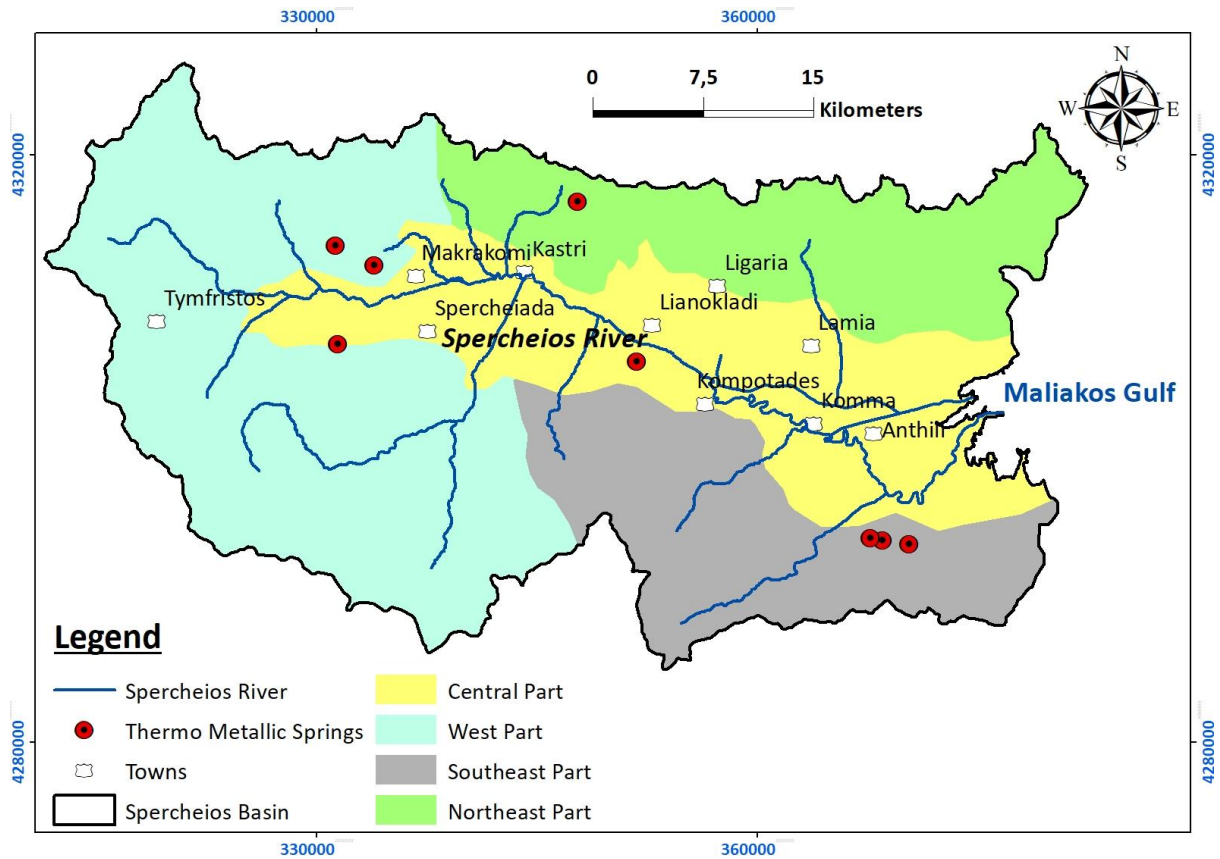 330000
360000
0
7,5
15
Kilometers
N
W
E
S
4320000
4320000
Makrakomi
Kastri
Ligaria
Tymfristos
Spercheiada
Lianokladi
Spercheios River
Lamia
Kompotades
Komma
Maliakos Gulf
Anthili
Legend
Spercheios River
Central Part
Thermo Metallic Springs
West Part
4280000
4280000
Towns
Southeast Part
Spercheios Basin
Northeast Part
330000
360000